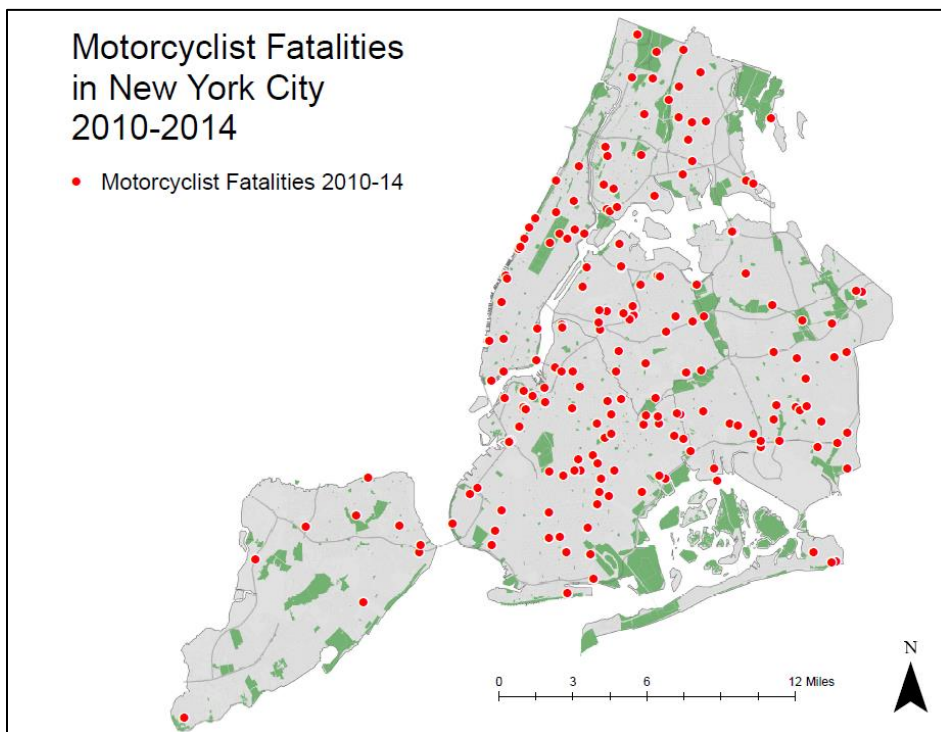 Motorcyclist Fatalities
in New York City
2010-2014
Motorcyclist Fatalities 2010-14
N
0 3 6 12 Miles